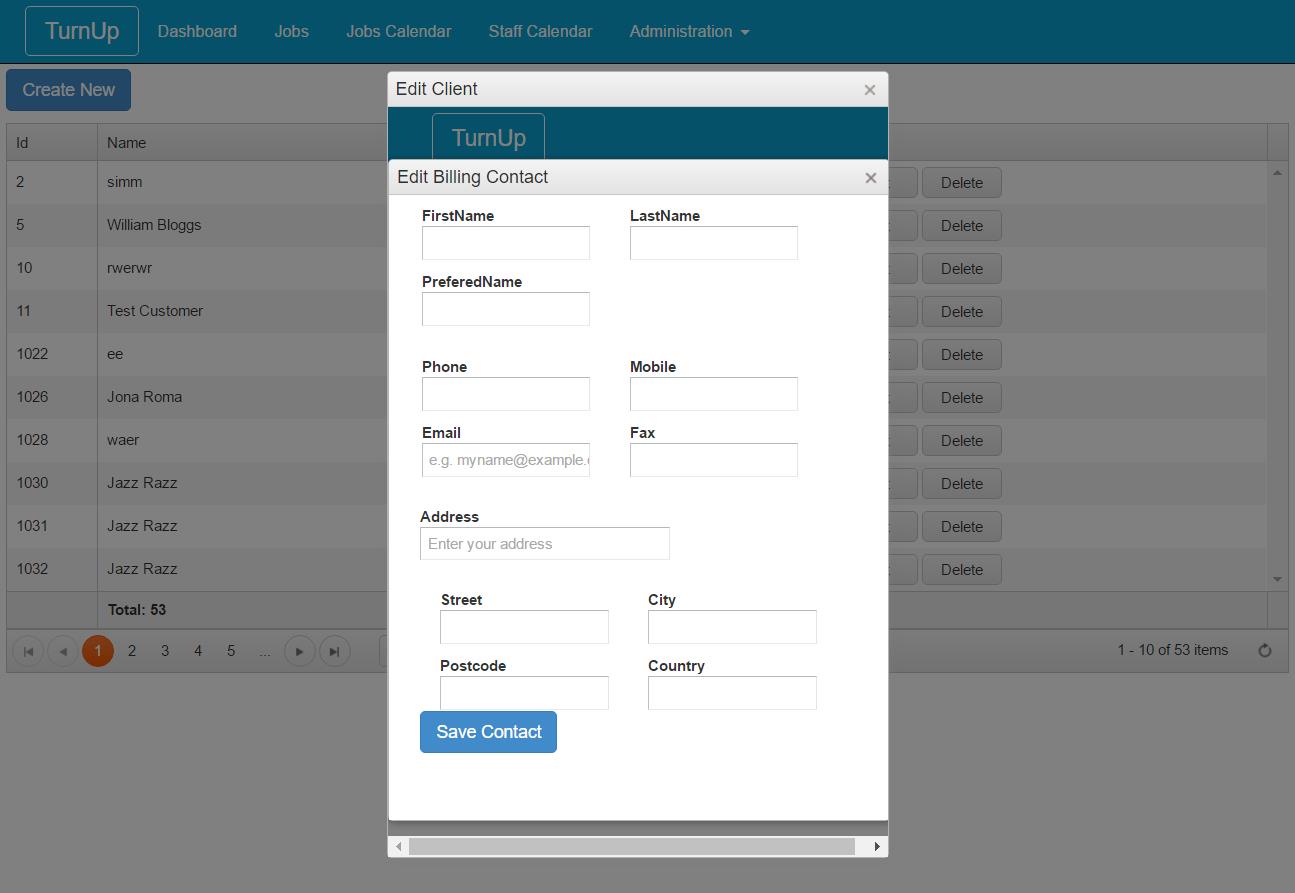 TurnUp Dashboard Jobs Jobs Calendar Staff Calendar Administration
Create New
Id Name
2 simm Delete
5 William Bloggs Delete
10 rwerwr Delete
11 Test Customer Delete
1022 ee Delete
1026 Jona Roma Delete
1028 waer Delete
1030 Jazz Razz Delete
1031 Jazz Razz Delete
1032 Jazz Razz Delete
Total: 53
1 2 3 4 5 ... 1 - 10 of 53 items
Edit Client ×
TurnUp
Edit Billing Contact ×
FirstName LastName
PreferedName
Phone Mobile
Email Fax
e.g. myname@example.
Address
Enter your address
Street City
Postcode Country
Save Contact